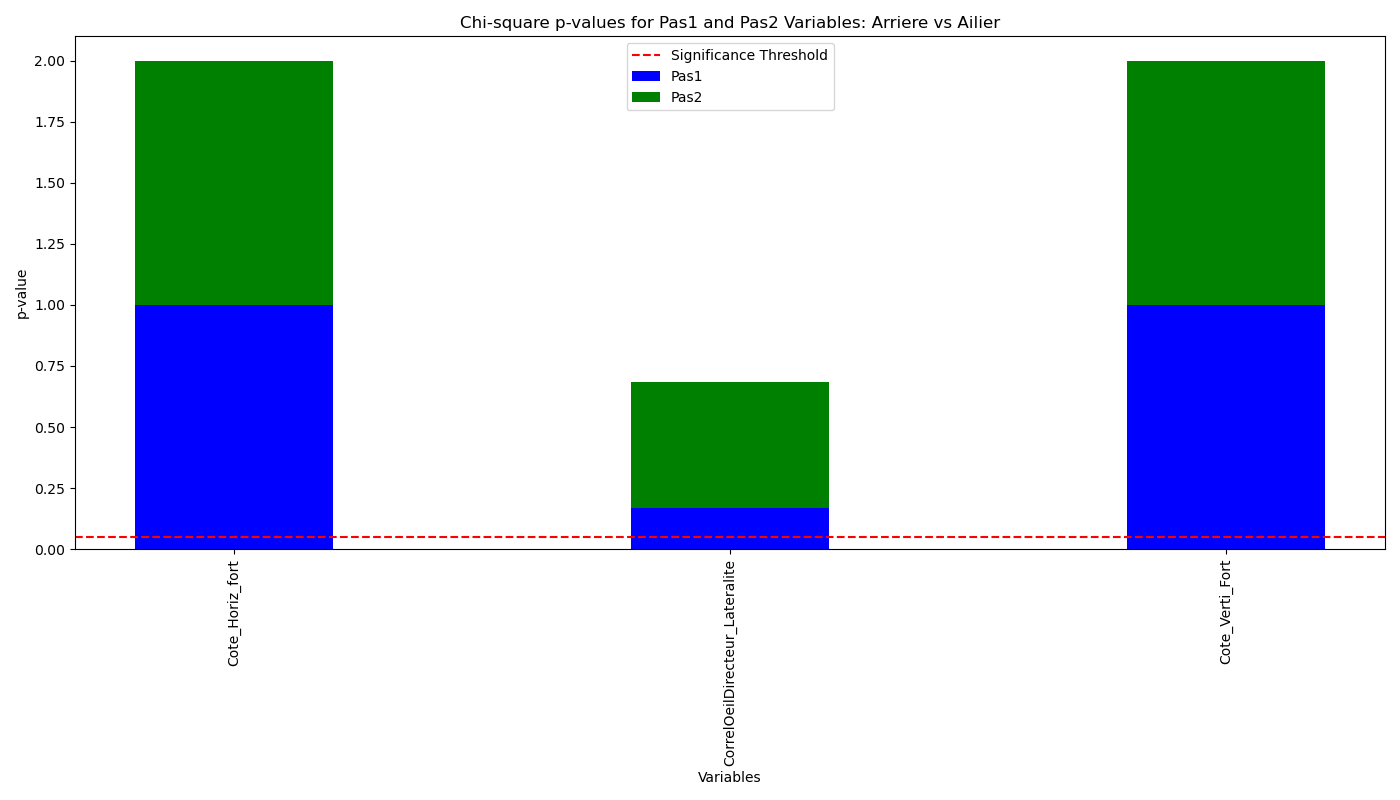 Chi-square p-values for Pas1 and Pas2 Variables: Arriere vs Ailier
Significance Threshold
Pas1
Pas2
2.00
1.75
1.50
1.25
1.00
0.75
0.50
0.25
0.00
p-value
Cote_Horiz_fort
CorrelOeilDirecteur_Lateralite
Cote_Verti_Fort
Variables